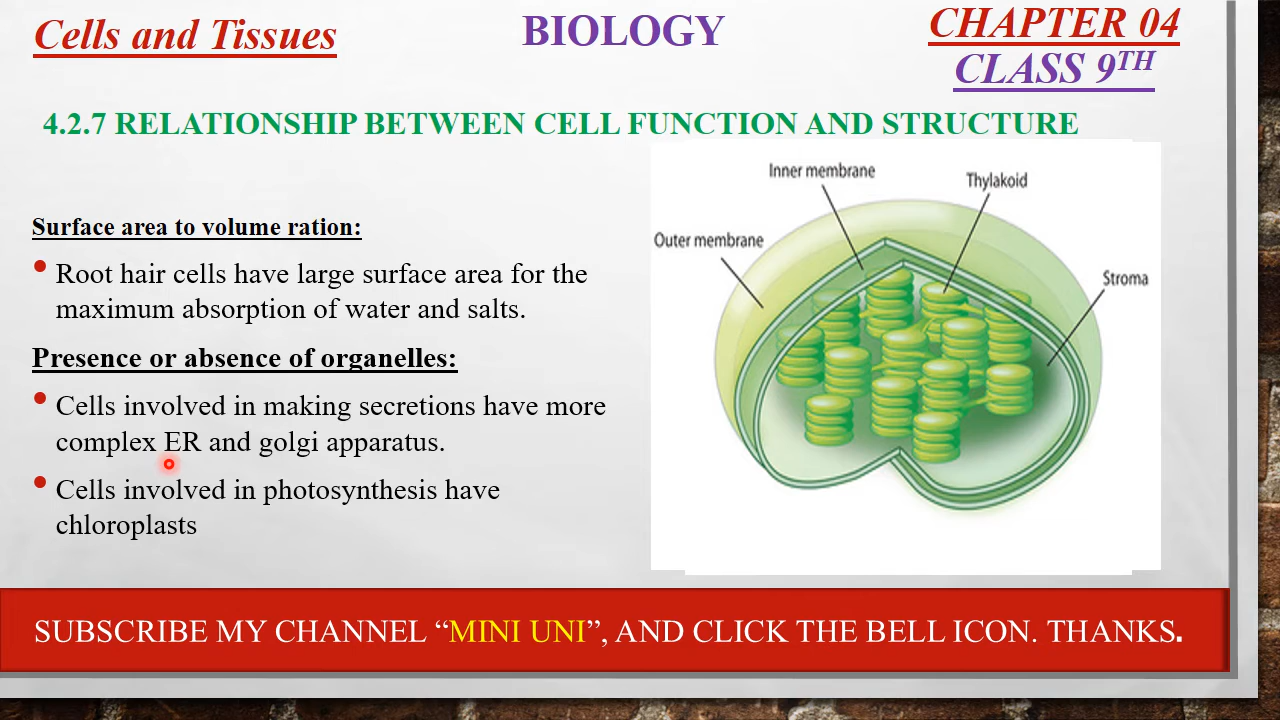 Cells and Tissues
BIOLOGY
CHAPTER 04
CLASS 9TH
4.2.7 RELATIONSHIP BETWEEN CELL FUNCTION AND STRUCTURE
Surface area to volume ration:
• Root hair cells have large surface area for the
maximum absorption of water and salts.
Presence or absence of organelles:
• Cells involved in making secretions have more
complex ER and golgi apparatus.
• Cells involved in photosynthesis have
chloroplasts
Inner membrane
Thylakoid
Outer membrane
Stroma
SUBSCRIBE MY CHANNEL “MINI UNI”, AND CLICK THE BELL ICON. THANKS.